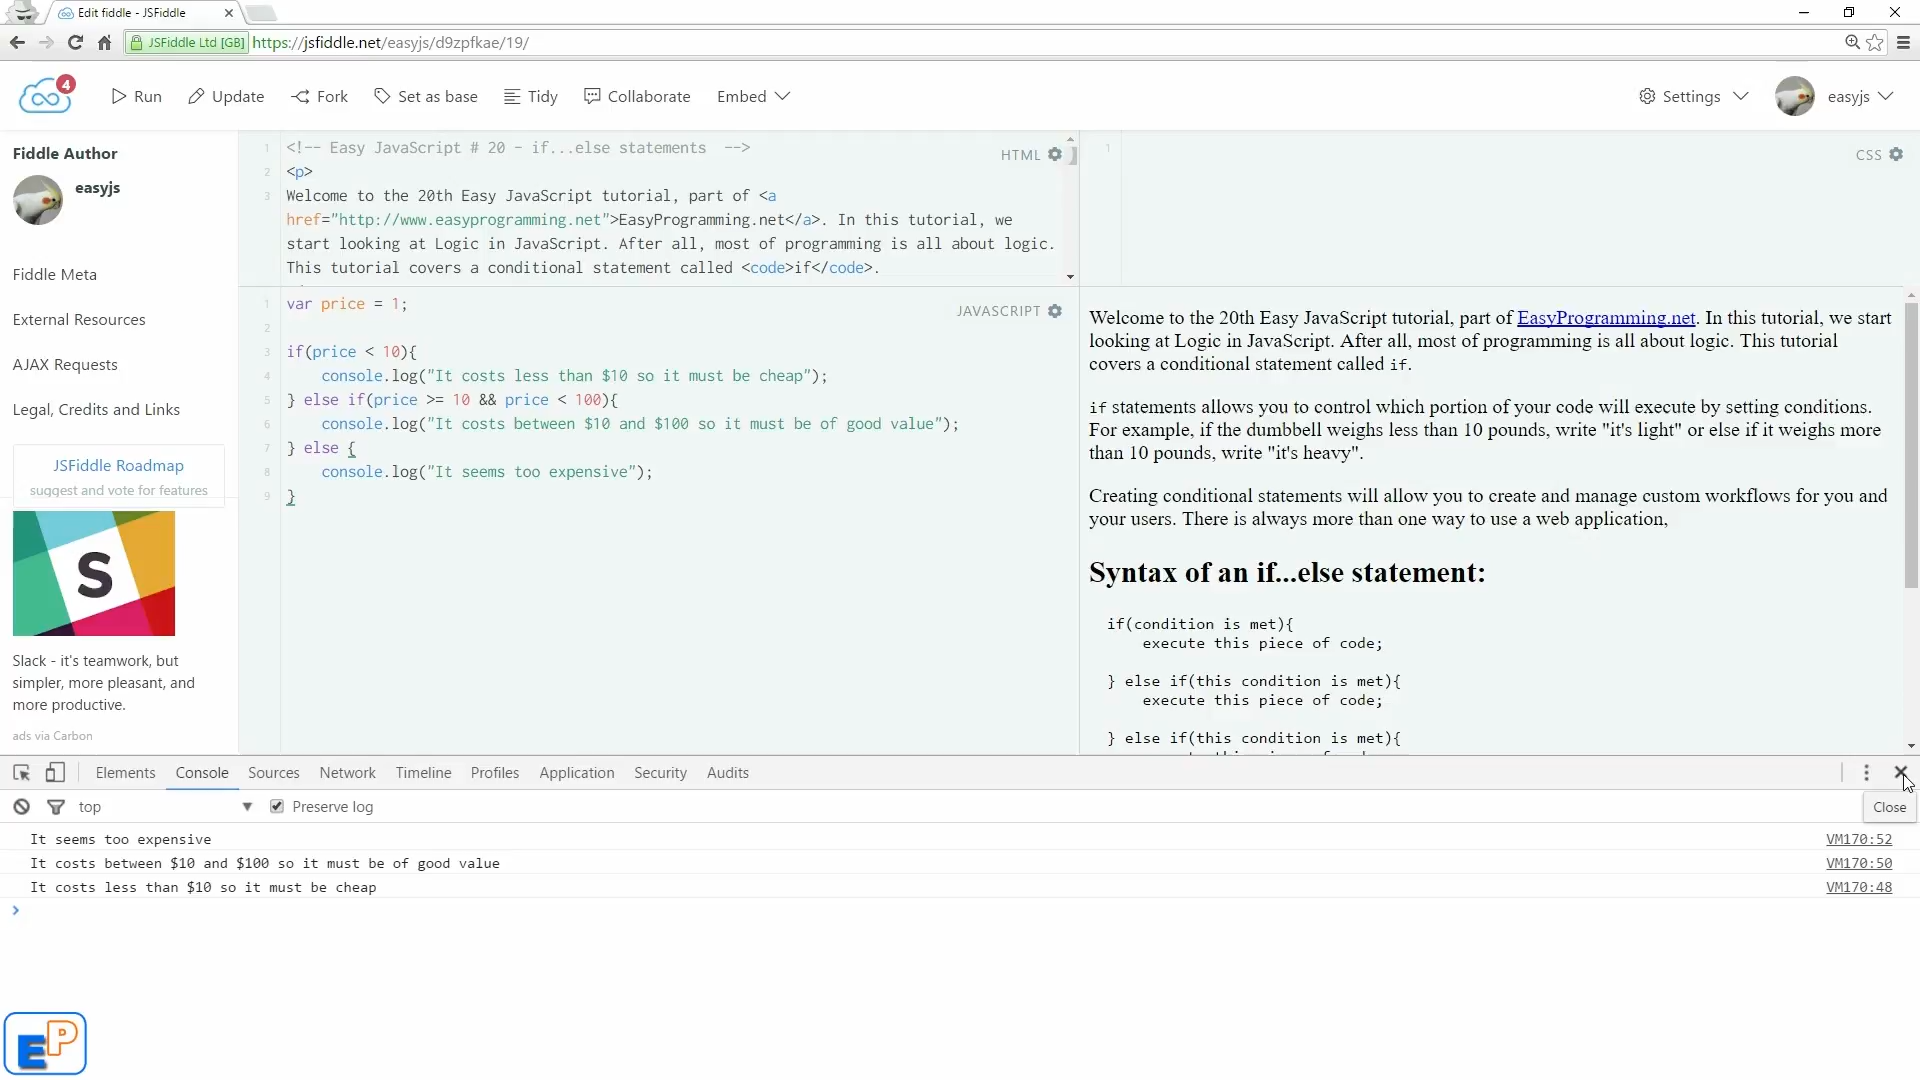 Edit fiddle - JSFiddle
JSFiddle Ltd [GB]
https://jsfiddle.net/easyjs/d9zpfkae/19/
4
Run
Update
Fork
Set as base
Tidy
Collaborate
Embed
Settings
easyjs
Fiddle Author
easyjs
Fiddle Meta
External Resources
AJAX Requests
Legal, Credits and Links
JSFiddle Roadmap
suggest and vote for features
S
Slack - it's teamwork, but
simpler, more pleasant, and
more productive.
ads via Carbon
HTML
1 <!-- Easy JavaScript # 20 - if...else statements  -->
2 <p>
3 Welcome to the 20th Easy JavaScript tutorial, part of <a
href="http://www.easyprogramming.net">EasyProgramming.net</a>. In this tutorial, we
start looking at Logic in JavaScript. After all, most of programming is all about logic.
This tutorial covers a conditional statement called <code>if</code>.
1
CSS
JAVASCRIPT
1 var price = 1;
2
3 if(price < 10){
4     console.log("It costs less than $10 so it must be cheap");
5 } else if(price >= 10 && price < 100){
6     console.log("It costs between $10 and $100 so it must be of good value");
7 } else {
8     console.log("It seems too expensive");
9 }
Welcome to the 20th Easy JavaScript tutorial, part of EasyProgramming.net. In this tutorial, we start
looking at Logic in JavaScript. After all, most of programming is all about logic. This tutorial
covers a conditional statement called if.
if statements allows you to control which portion of your code will execute by setting conditions.
For example, if the dumbbell weighs less than 10 pounds, write "it's light" or else if it weighs more
than 10 pounds, write "it's heavy".
Creating conditional statements will allow you to create and manage custom workflows for you and
your users. There is always more than one way to use a web application,
Syntax of an if...else statement:
if(condition is met){
execute this piece of code;
} else if(this condition is met){
execute this piece of code;
} else if(this condition is met){
Elements
Console
Sources
Network
Timeline
Profiles
Application
Security
Audits
top
Preserve log
Close
It seems too expensive VM170:52
It costs between $10 and $100 so it must be of good value VM170:50
It costs less than $10 so it must be cheap VM170:48
EP